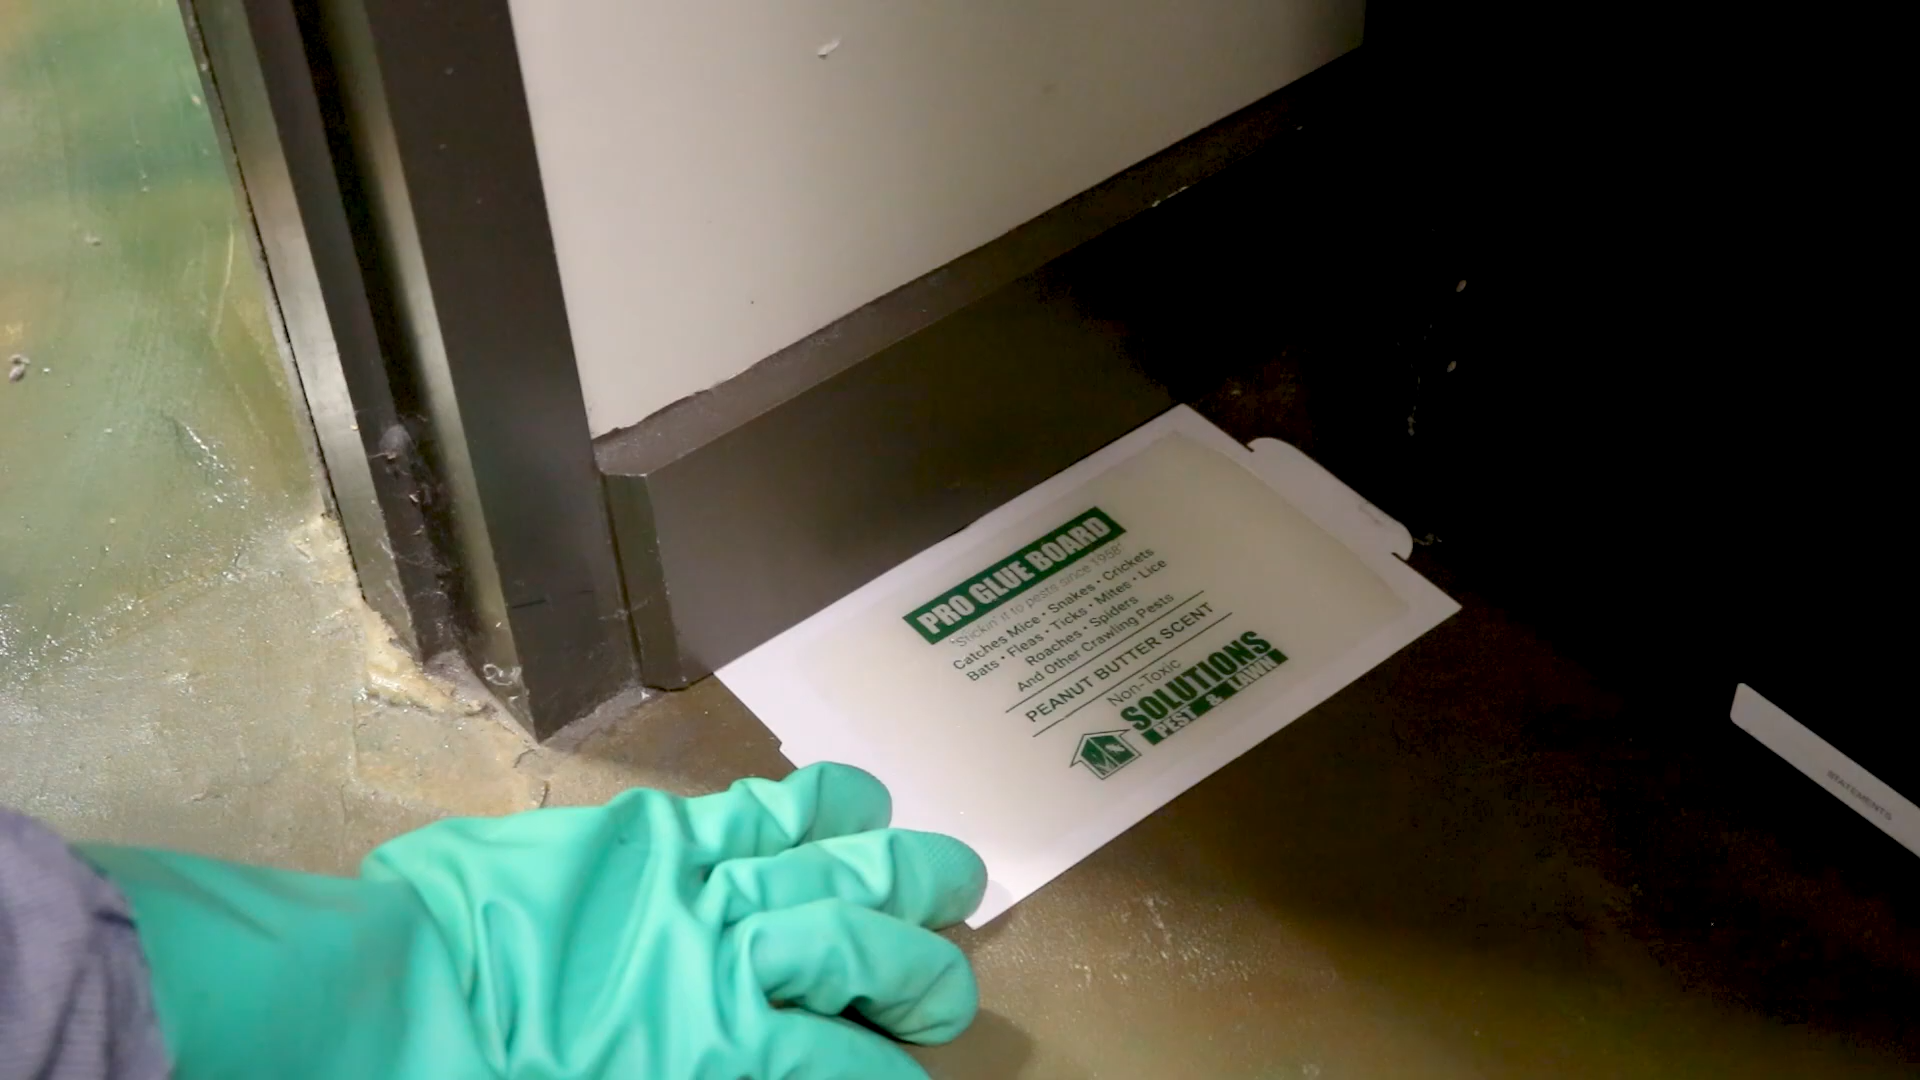 PRO GLUE BOARD
"Stickin' it to pests since 1958"
Catches Mice • Snakes • Crickets
Bats • Fleas • Ticks • Mites • Lice
Roaches • Spiders
And Other Crawling Pests
PEANUT BUTTER SCENT
Non-Toxic
SOLUTIONS
PEST & LAWN
STATEMENTS